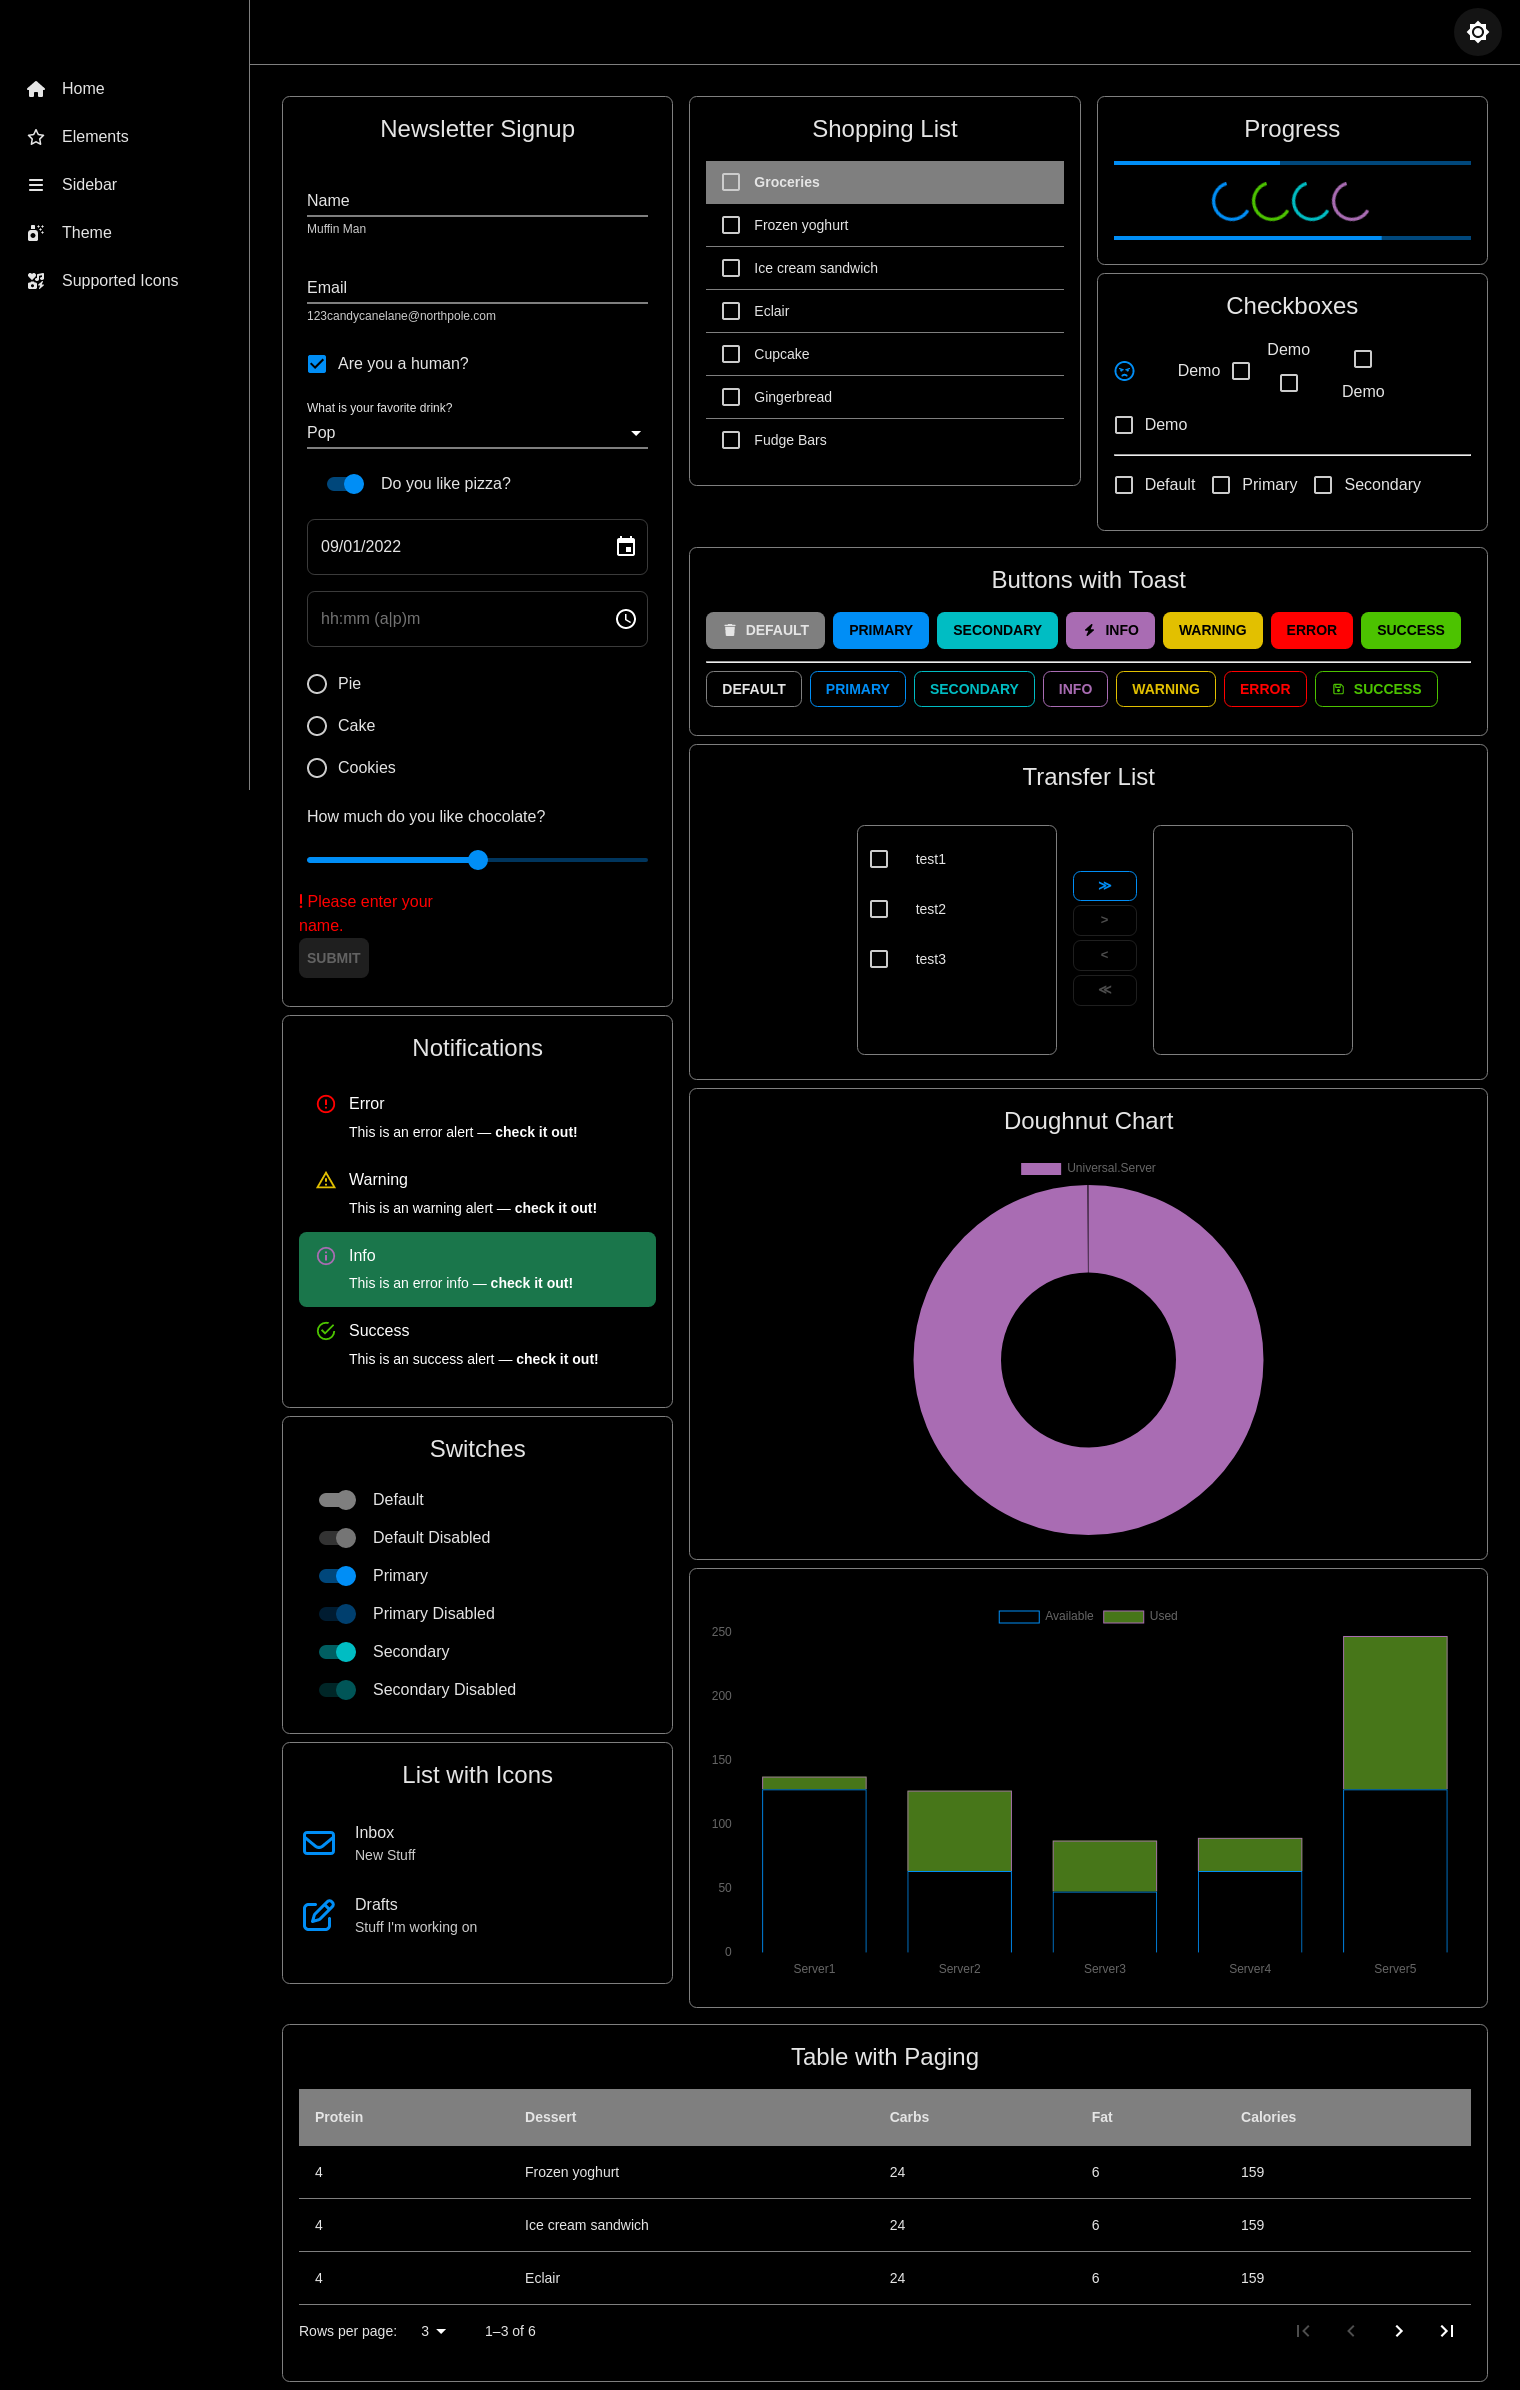 Home
Elements
Sidebar
Theme
Supported Icons
Newsletter Signup
Name
Muffin Man
Email
123candycanelane@northpole.com
Are you a human?
What is your favorite drink?
Pop
Do you like pizza?
09/01/2022
hh:mm (a|p)m
Pie
Cake
Cookies
How much do you like chocolate?
! Please enter your
name.
SUBMIT
Notifications
Error
This is an error alert — check it out!
Warning
This is an warning alert — check it out!
Info
This is an error info — check it out!
Success
This is an success alert — check it out!
Switches
Default
Default Disabled
Primary
Primary Disabled
Secondary
Secondary Disabled
List with Icons
Inbox
New Stuff
Drafts
Stuff I'm working on
Shopping List
Groceries
Frozen yoghurt
Ice cream sandwich
Eclair
Cupcake
Gingerbread
Fudge Bars
Progress
Checkboxes
Demo
Demo
Demo
Demo
Default Primary Secondary
Buttons with Toast
DEFAULT PRIMARY SECONDARY INFO WARNING ERROR SUCCESS
DEFAULT PRIMARY SECONDARY INFO WARNING ERROR SUCCESS
Transfer List
test1
test2
test3
≫
>
<
≪
Doughnut Chart
Universal.Server
Available Used
250
200
150
100
50
0
Server1 Server2 Server3 Server4 Server5
Table with Paging
Protein Dessert Carbs Fat Calories
4 Frozen yoghurt 24 6 159
4 Ice cream sandwich 24 6 159
4 Eclair 24 6 159
Rows per page: 3 1–3 of 6